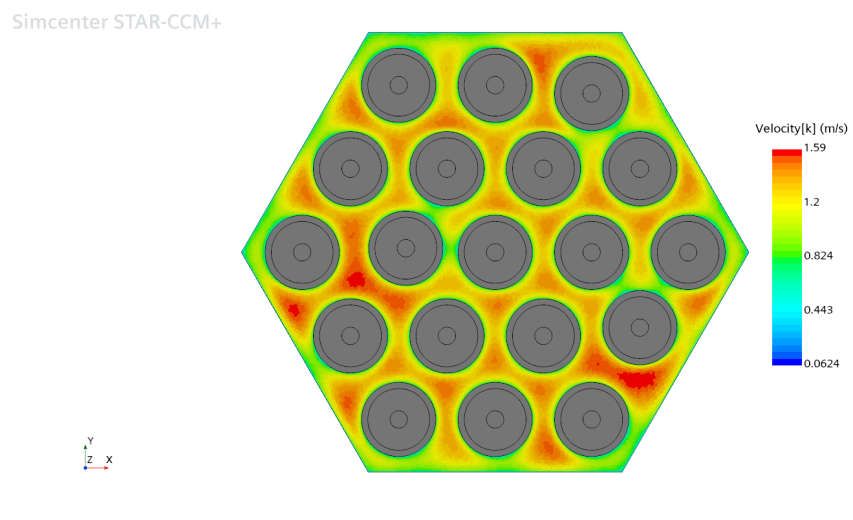 Simcenter STAR-CCM+
Velocity[k] (m/s)
1.59
1.2
0.824
0.443
0.0624
Y
Z X